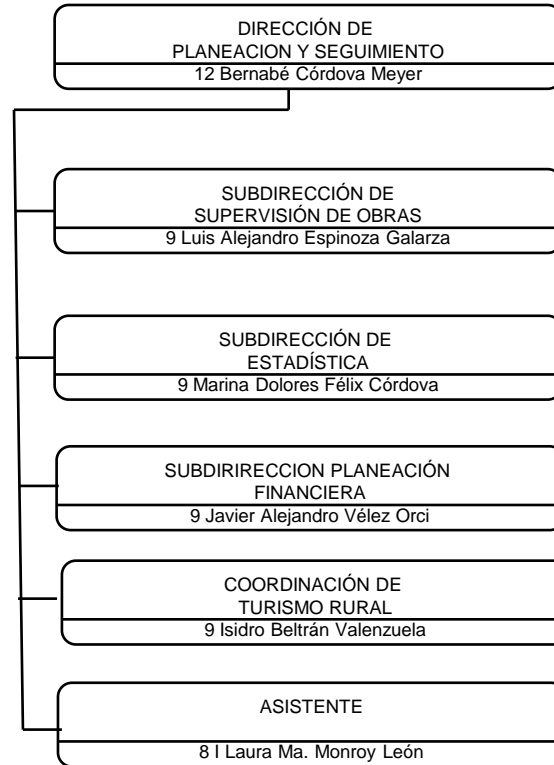 DIRECCIÓN DE
PLANEACION Y SEGUIMIENTO
12 Bernabé Córdova Meyer
SUBDIRECCIÓN DE
SUPERVISIÓN DE OBRAS
9 Luis Alejandro Espinoza Galarza
SUBDIRECCIÓN DE
ESTADÍSTICA
9 Marina Dolores Félix Córdova
SUBDIRIRECCION PLANEACIÓN
FINANCIERA
9 Javier Alejandro Vélez Orci
COORDINACIÓN DE
TURISMO RURAL
9 Isidro Beltrán Valenzuela
ASISTENTE
8 I Laura Ma. Monroy León